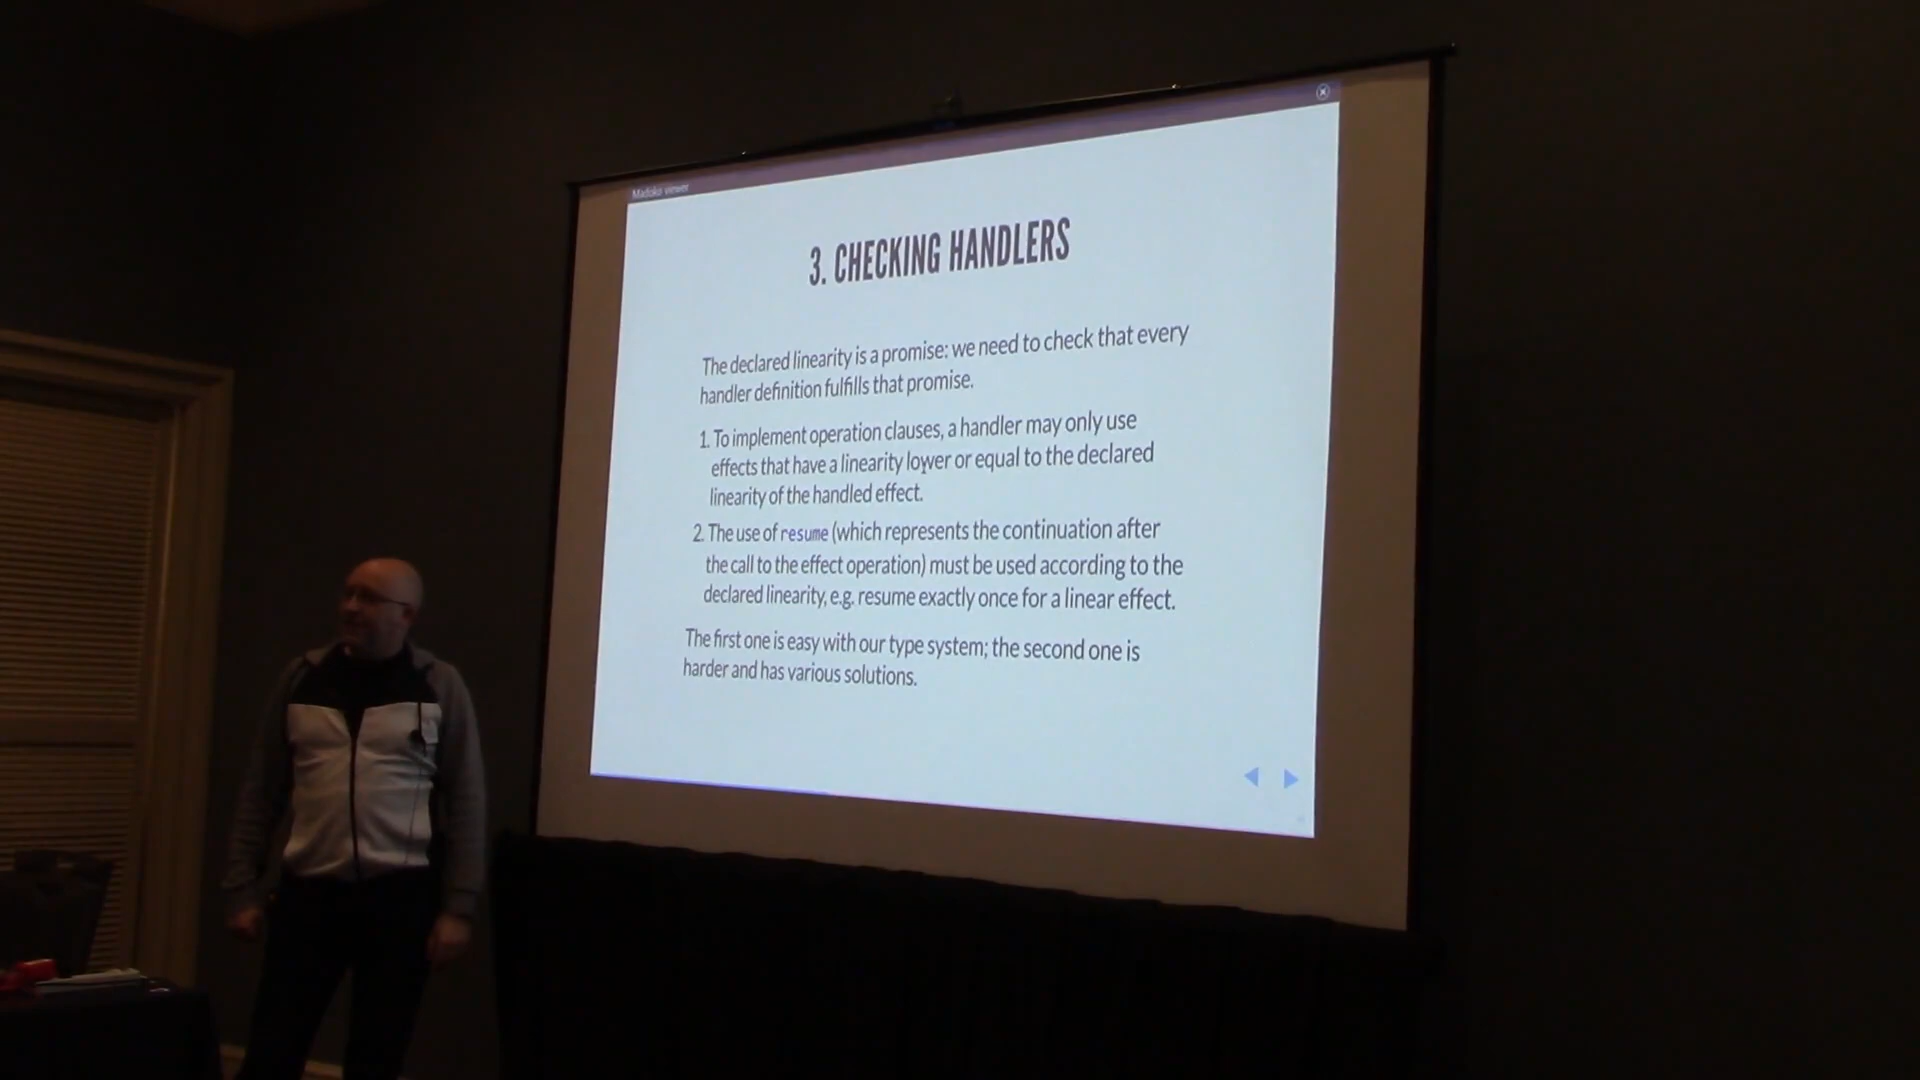 Madoko viewer
3. CHECKING HANDLERS
The declared linearity is a promise: we need to check that every
handler definition fulfills that promise.
1. To implement operation clauses, a handler may only use
effects that have a linearity lower or equal to the declared
linearity of the handled effect.
2. The use of resume (which represents the continuation after
the call to the effect operation) must be used according to the
declared linearity, e.g. resume exactly once for a linear effect.
The first one is easy with our type system; the second one is
harder and has various solutions.